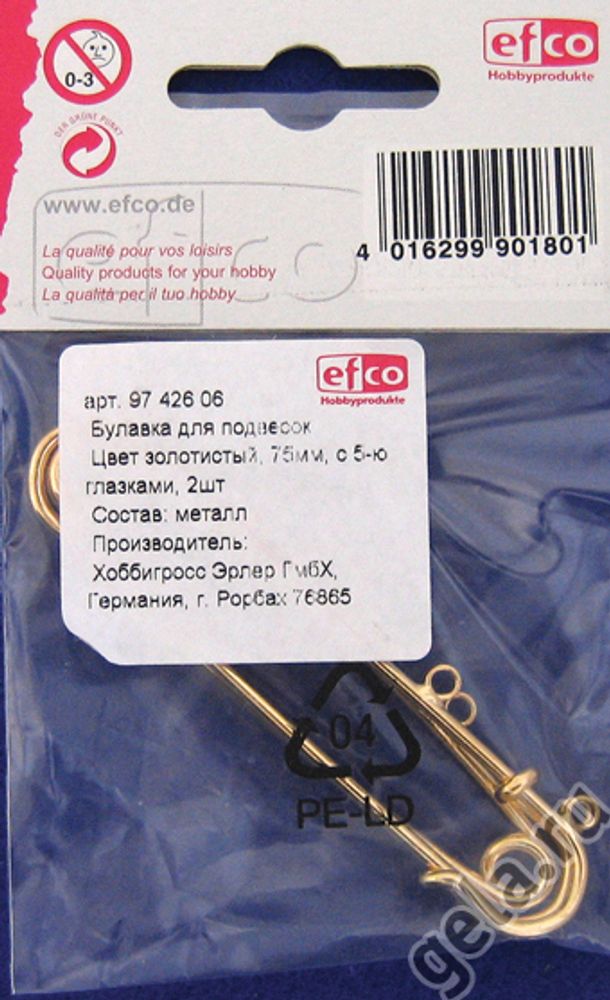 0-3
DER GRÜNE PUNKT
efco
Hobbyprodukte
www.efco.de
efco
La qualité pour vos loisirs
Quality products for your hobby
La qualità per il tuo hobby
4 016299 901801
efco
Hobbyprodukte
арт. 97 426 06
Булавка для подвесок
Цвет золотистый, 75мм, с 5-ю
глазками, 2шт
Состав: металл
Производитель:
Хоббигросс Эрлер ГмбХ,
Германия, г. Рорбах 76865
04
PE-LD
gela.ru